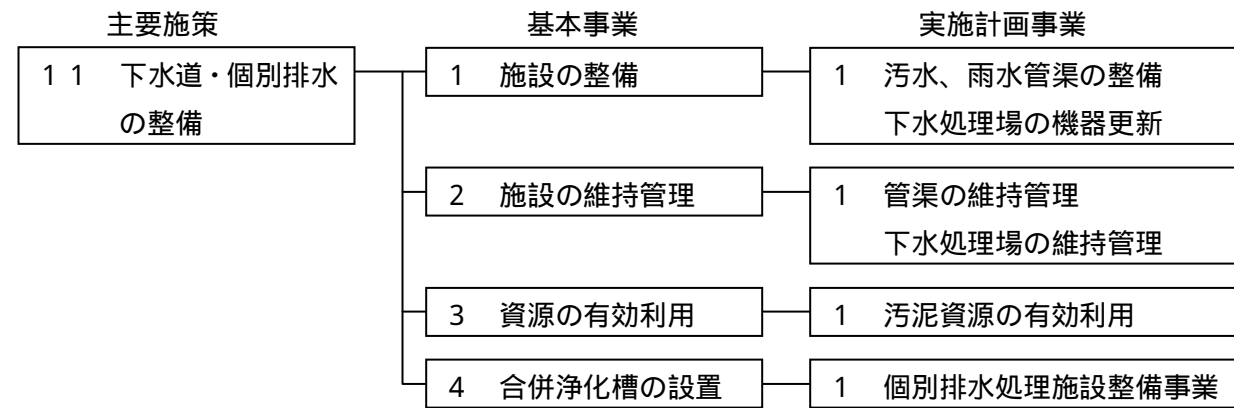 主要施策 基本事業 実施計画事業
11 下水道・個別排水 1 施設の整備 1 汚水、雨水管渠の整備
の整備 下水処理場の機器更新
2 施設の維持管理 1 管渠の維持管理
下水処理場の維持管理
3 資源の有効利用 1 汚泥資源の有効利用
4 合併浄化槽の設置 1 個別排水処理施設整備事業